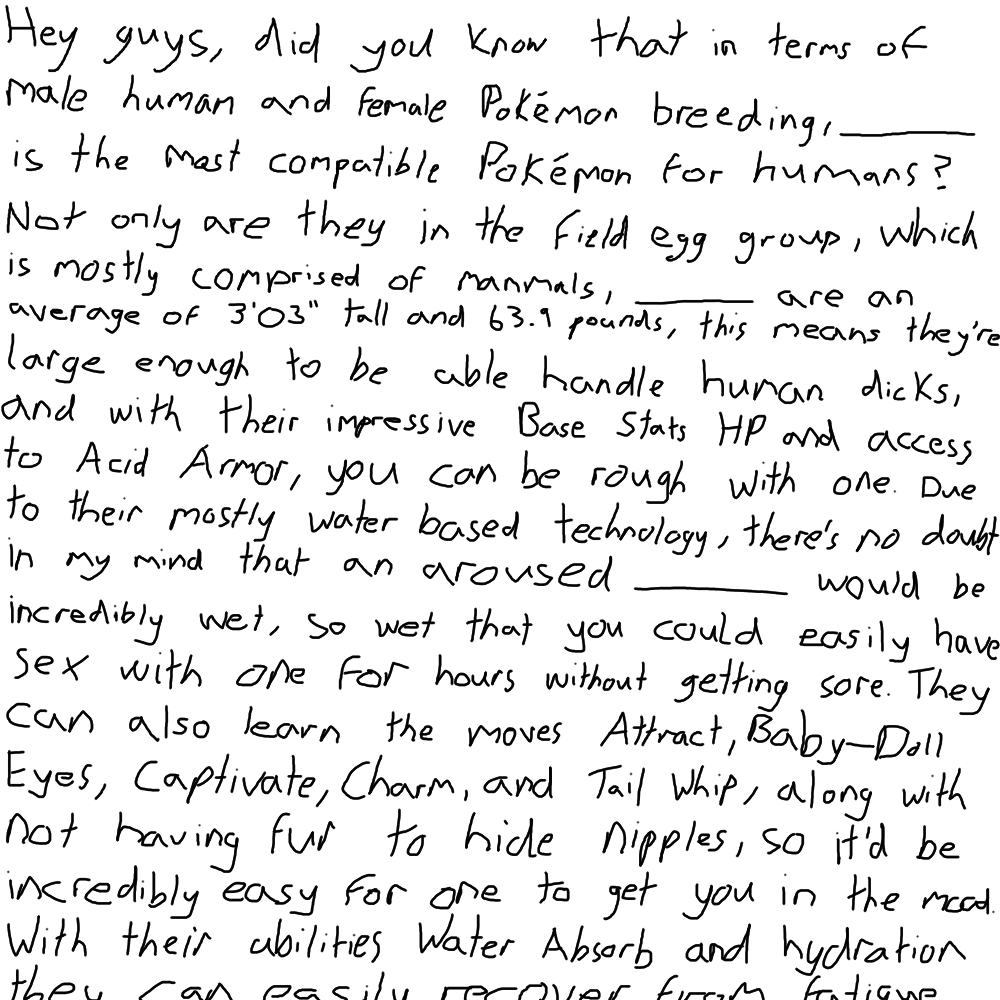 Hey guys, did you know that in terms of
male human and female Pokémon breeding, ________
is the most compatible Pokémon for humans?
Not only are they in the field egg group, which
is mostly comprised of mammals, ________ are an
average of 3'03" tall and 63.9 pounds, this means they're
large enough to be able handle human dicks,
and with their impressive Base Stats HP and access
to Acid Armor, you can be rough with one. Due
to their mostly water based technology, there's no doubt
in my mind that an aroused ________ would be
incredibly wet, so wet that you could easily have
sex with one for hours without getting sore. They
can also learn the moves Attract, Baby-Doll
Eyes, Captivate, Charm, and Tail Whip, along with
not having fur to hide nipples, so it'd be
incredibly easy for one to get you in the mood.
With their abilities Water Absorb and hydration
they can easily recover from fatigue